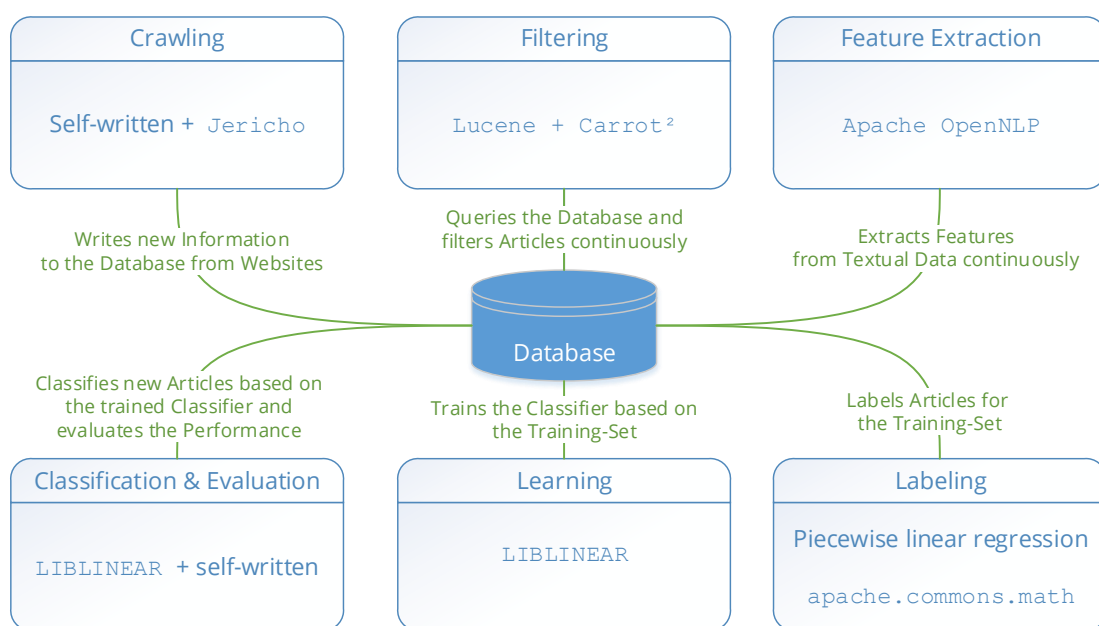 Crawling
Self-written + Jericho
Filtering
Lucene + Carrot²
Feature Extraction
Apache OpenNLP
Writes new Information
to the Database from Websites
Queries the Database and
filters Articles continuously
Extracts Features
from Textual Data continuously
Database
Classifies new Articles based on
the trained Classifier and
evaluates the Performance
Trains the Classifier based on
the Training-Set
Labels Articles for
the Training-Set
Classification & Evaluation
LIBLINEAR + self-written
Learning
LIBLINEAR
Labeling
Piecewise linear regression
apache.commons.math